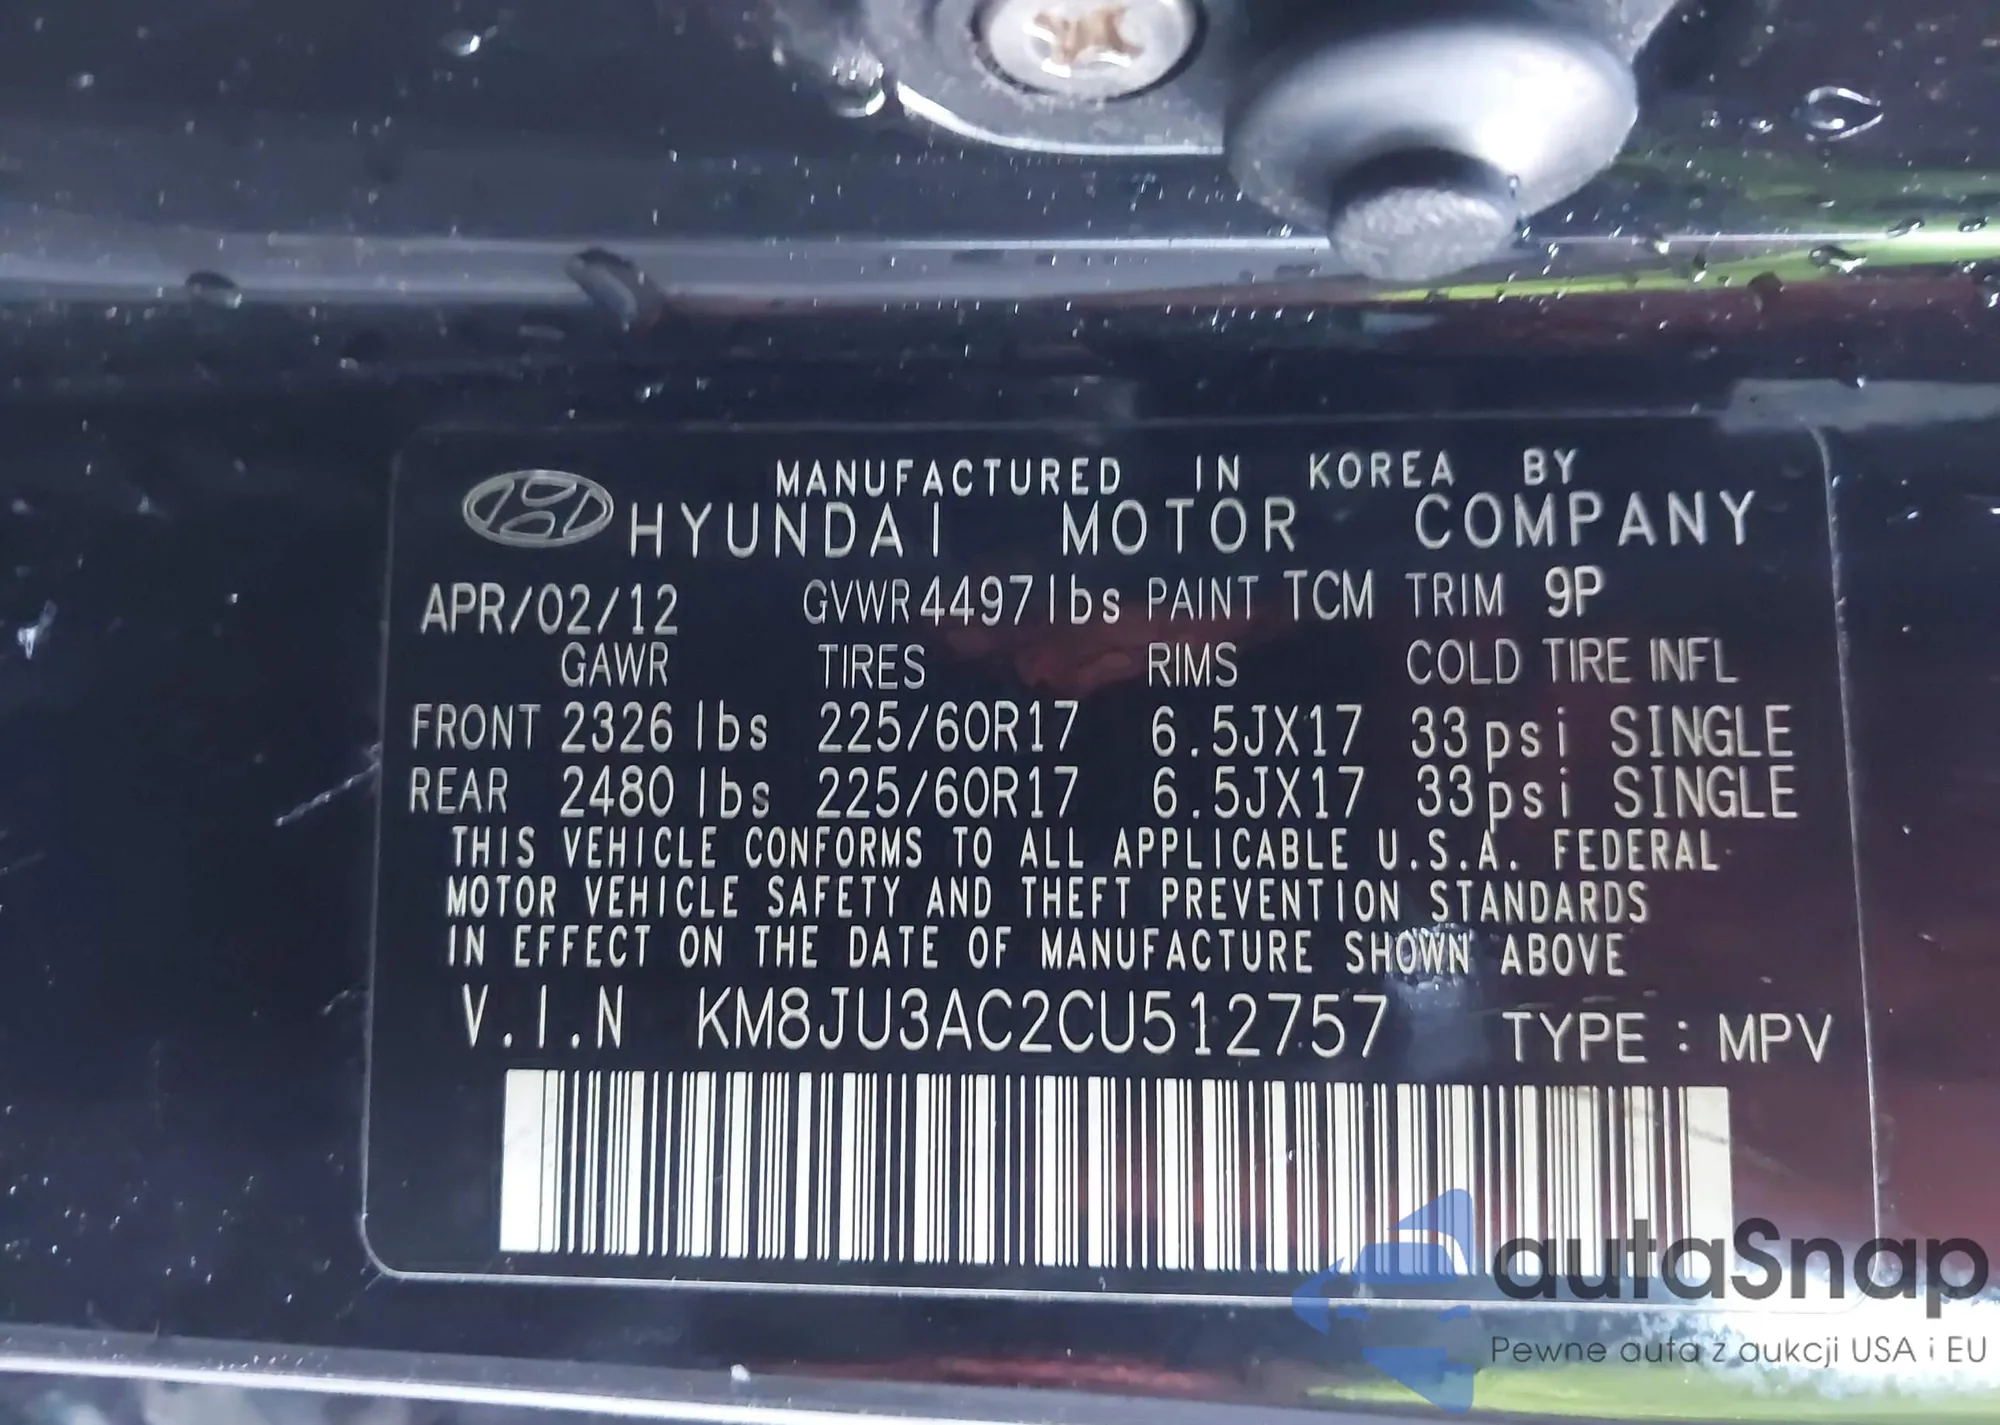 MANUFACTURED IN KOREA BY
HYUNDAI MOTOR COMPANY
APR/02/12 GVWR 4497 lbs PAINT TCM TRIM 9P
GAWR TIRES RIMS COLD TIRE INFL
FRONT 2326 lbs 225/60R17 6.5JX17 33 psi SINGLE
REAR 2480 lbs 225/60R17 6.5JX17 33 psi SINGLE
THIS VEHICLE CONFORMS TO ALL APPLICABLE U.S.A. FEDERAL
MOTOR VEHICLE SAFETY AND THEFT PREVENTION STANDARDS
IN EFFECT ON THE DATE OF MANUFACTURE SHOWN ABOVE
V.I.N KM8JU3AC2CU512757 TYPE : MPV
autaSnap
Pewne auta z aukcji USA i EU